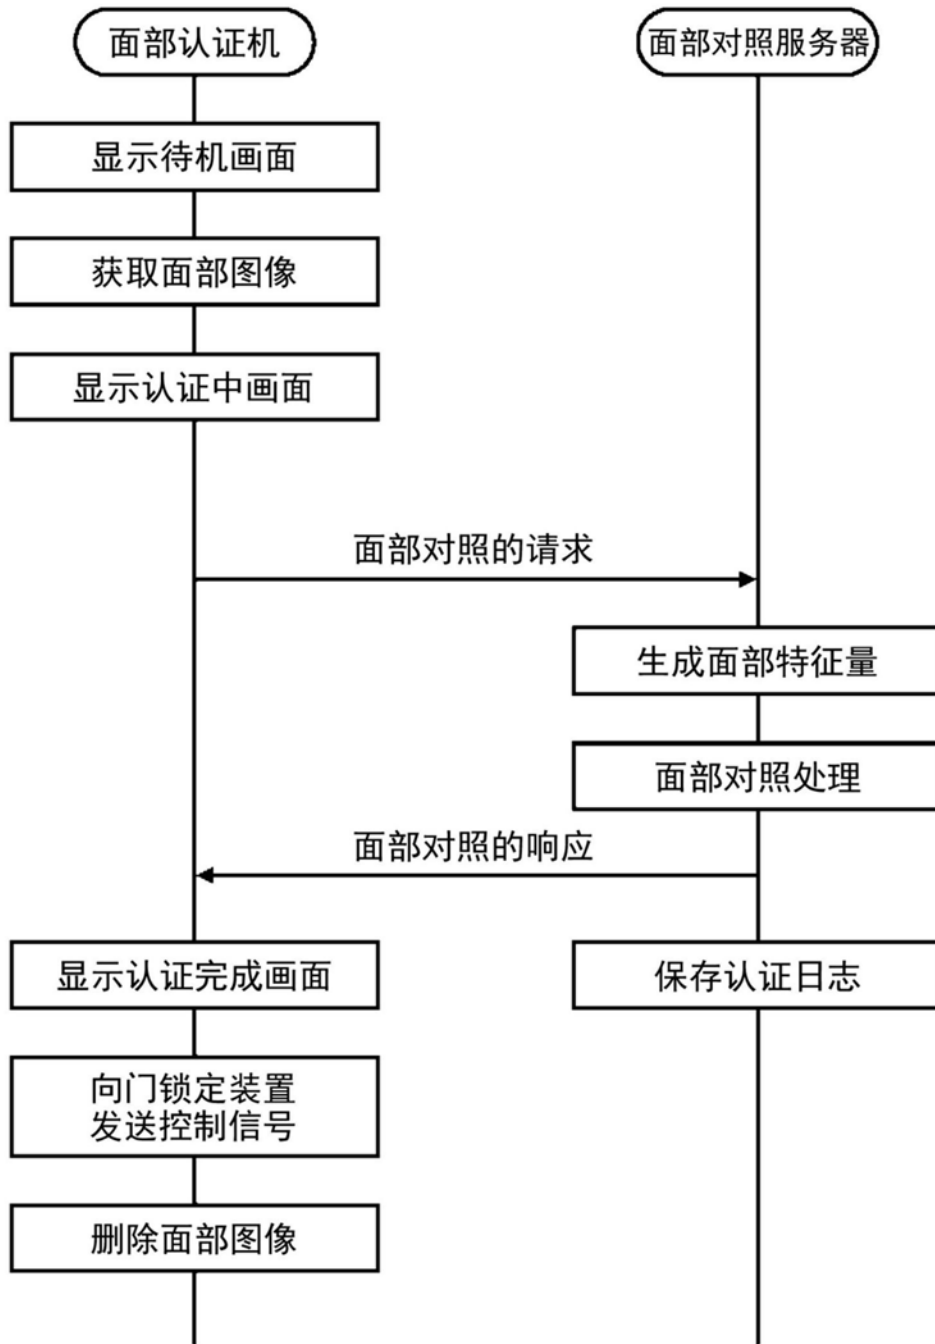 面部认证机
面部对照服务器
显示待机画面
获取面部图像
显示认证中画面
面部对照的请求
生成面部特征量
面部对照处理
面部对照的响应
显示认证完成画面
保存认证日志
向门锁定装置
发送控制信号
删除面部图像